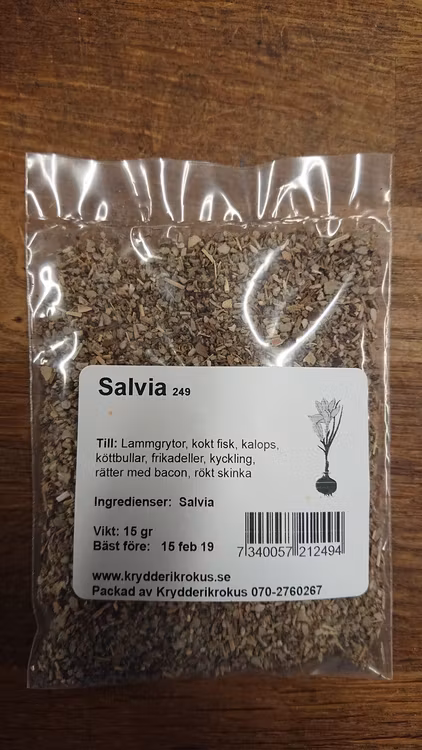 Salvia 249
Till: Lammgrytor, kokt fisk, kalops,
köttbullar, frikadeller, kyckling,
rätter med bacon, rökt skinka
Ingredienser: Salvia
Vikt: 15 gr
Bäst före: 15 feb 19
7 340057 212494
www.krydderikrokus.se
Packad av Krydderikrokus 070-2760267